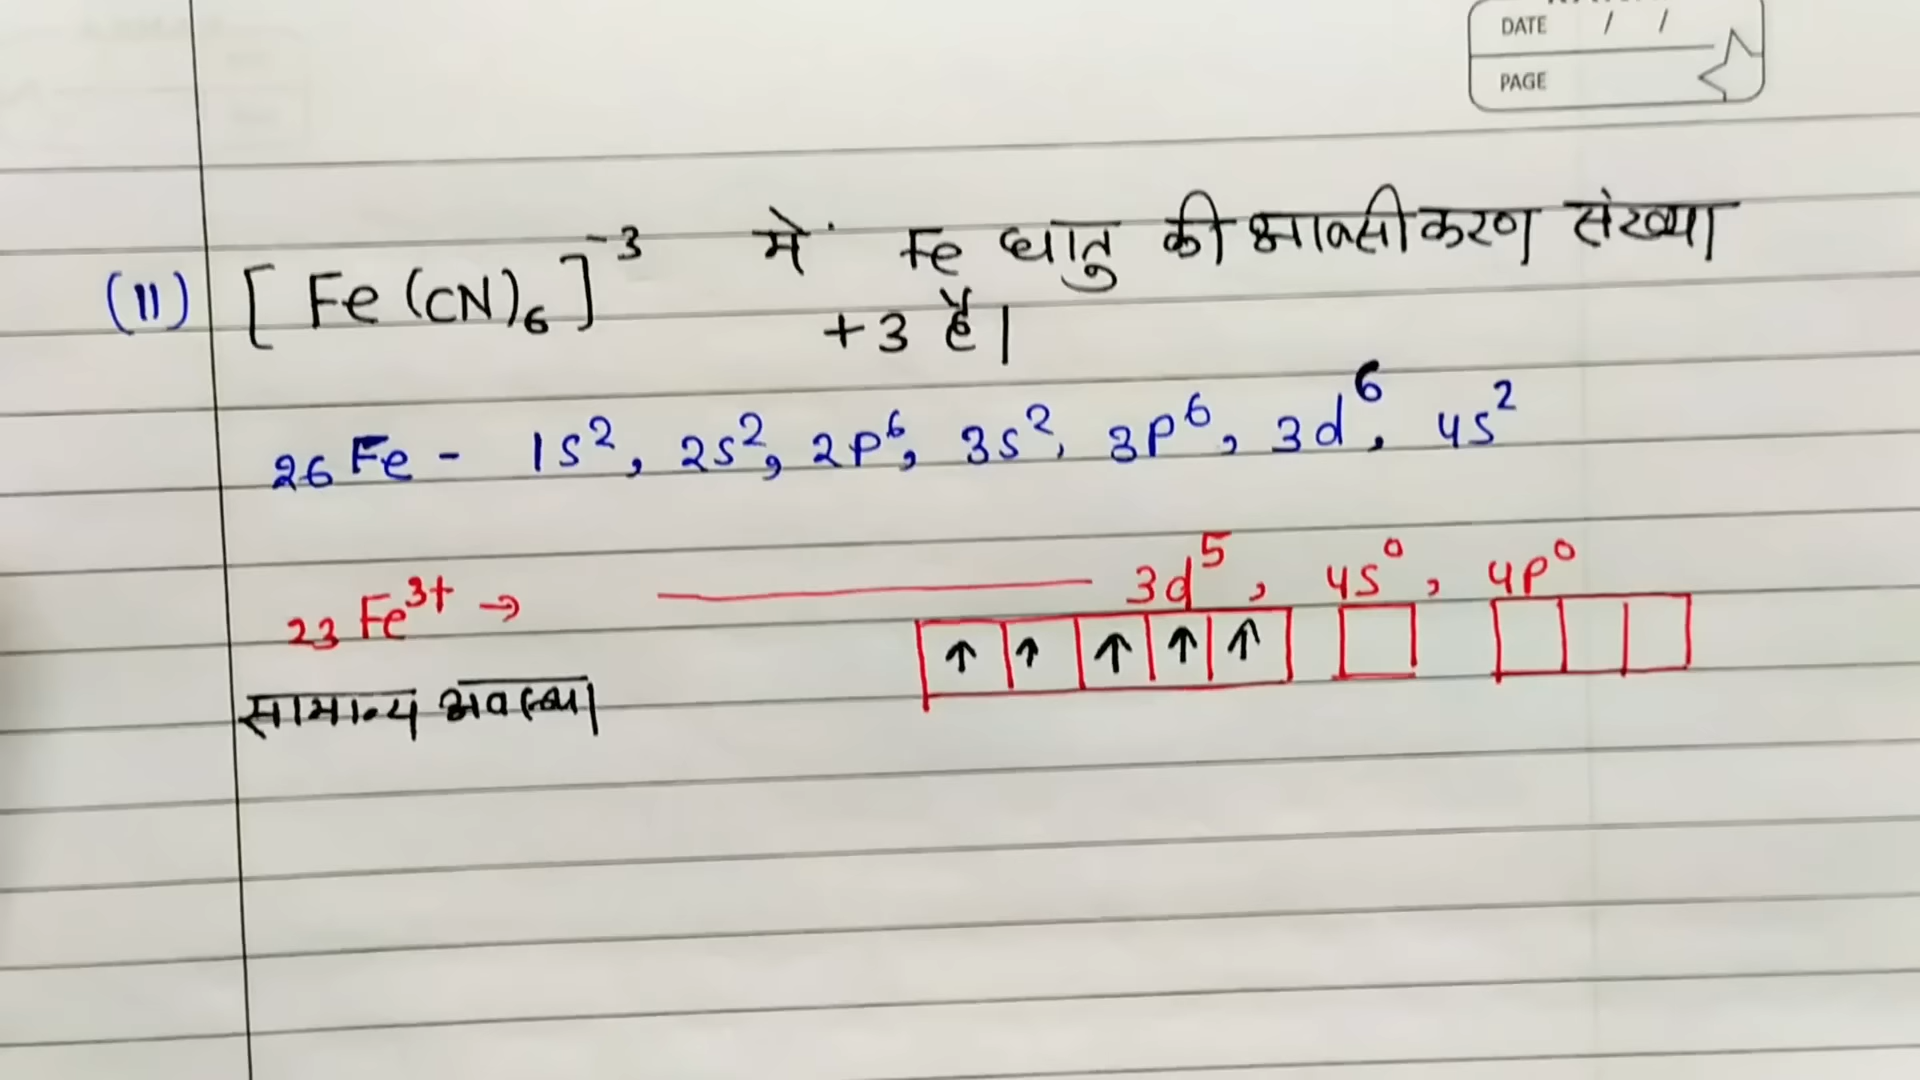 DATE / /
PAGE
(II) [Fe(CN)₆]⁻³ में Fe धातु की आक्सीकरण संख्या
+3 है।
₂₆Fe - 1s², 2s², 2p⁶, 3s², 3p⁶, 3d⁶, 4s²
₂₃Fe³⁺ → ——— 3d⁵, 4s⁰, 4p⁰
↑ ↑ ↑ ↑ ↑
सामान्य अवस्था